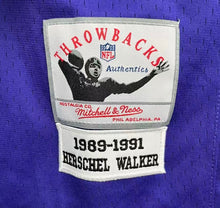 THROWBACKS
NFL
Authentics
NOSTALGIA CO.
Mitchell & Ness
PHILADELPHIA, PA
1989-1991
HERSCHEL WALKER